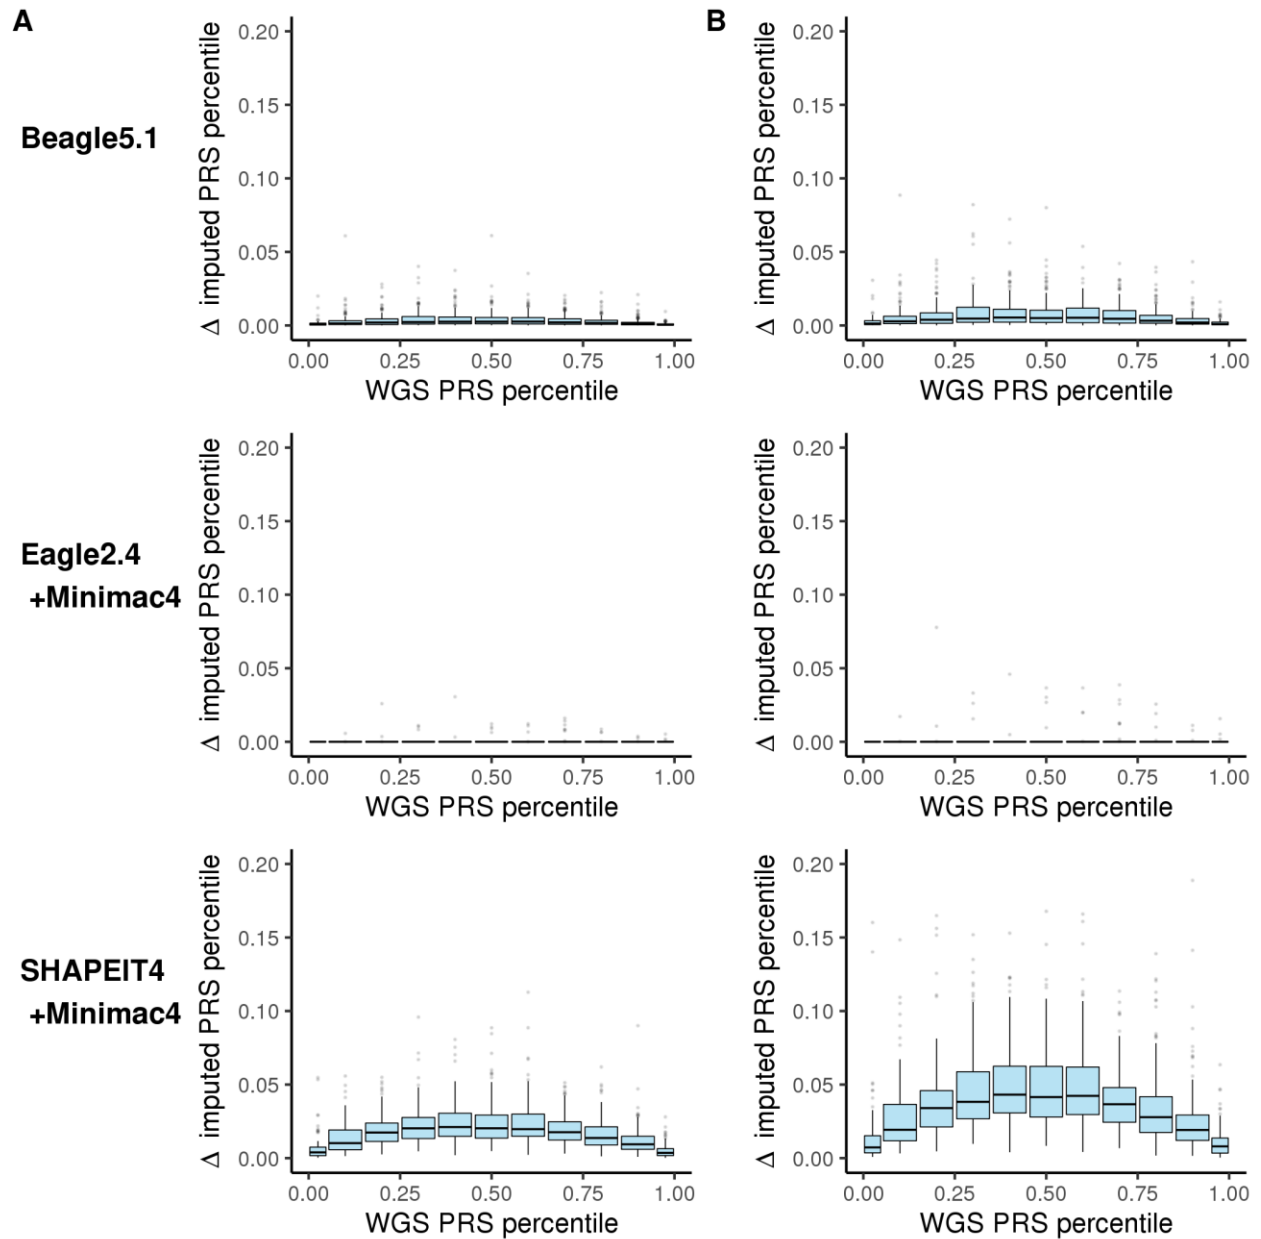 A
B
Beagle5.1
Δ imputed PRS percentile
0.20
0.15
0.10
0.05
0.00
0.00 0.25 0.50 0.75 1.00
WGS PRS percentile
Δ imputed PRS percentile
0.20
0.15
0.10
0.05
0.00
0.00 0.25 0.50 0.75 1.00
WGS PRS percentile
Eagle2.4
+Minimac4
Δ imputed PRS percentile
0.20
0.15
0.10
0.05
0.00
0.00 0.25 0.50 0.75 1.00
WGS PRS percentile
Δ imputed PRS percentile
0.20
0.15
0.10
0.05
0.00
0.00 0.25 0.50 0.75 1.00
WGS PRS percentile
SHAPEIT4
+Minimac4
Δ imputed PRS percentile
0.20
0.15
0.10
0.05
0.00
0.00 0.25 0.50 0.75 1.00
WGS PRS percentile
Δ imputed PRS percentile
0.20
0.15
0.10
0.05
0.00
0.00 0.25 0.50 0.75 1.00
WGS PRS percentile